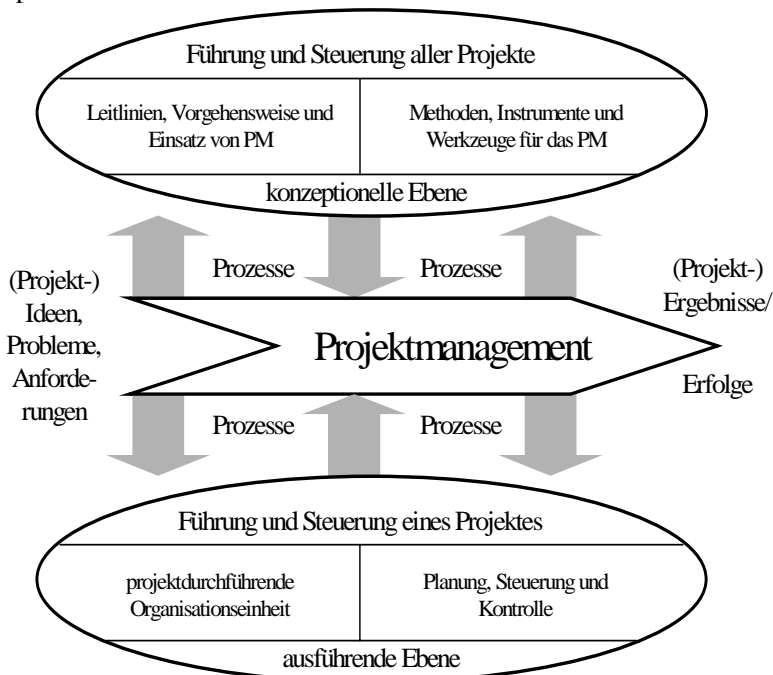 Führung und Steuerung aller Projekte
Leitlinien, Vorgehensweise und
Einsatz von PM
Methoden, Instrumente und
Werkzeuge für das PM
konzeptionelle Ebene
Prozesse
Prozesse
(Projekt-)
Ideen,
Probleme,
Anforde-
rungen
Projektmanagement
(Projekt-)
Ergebnisse/
Erfolge
Prozesse
Prozesse
Führung und Steuerung eines Projektes
projektdurchführende
Organisationseinheit
Planung, Steuerung und
Kontrolle
ausführende Ebene